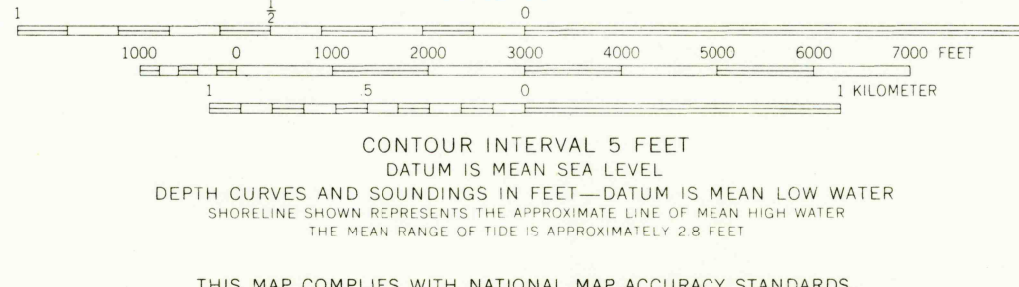 1 ½ 0
1000 0 1000 2000 3000 4000 5000 6000 7000 FEET
1 .5 0 1 KILOMETER
CONTOUR INTERVAL 5 FEET
DATUM IS MEAN SEA LEVEL
DEPTH CURVES AND SOUNDINGS IN FEET—DATUM IS MEAN LOW WATER
SHORELINE SHOWN REPRESENTS THE APPROXIMATE LINE OF MEAN HIGH WATER
THE MEAN RANGE OF TIDE IS APPROXIMATELY 2.8 FEET
THIS MAP COMPLIES WITH NATIONAL MAP ACCURACY STANDARDS